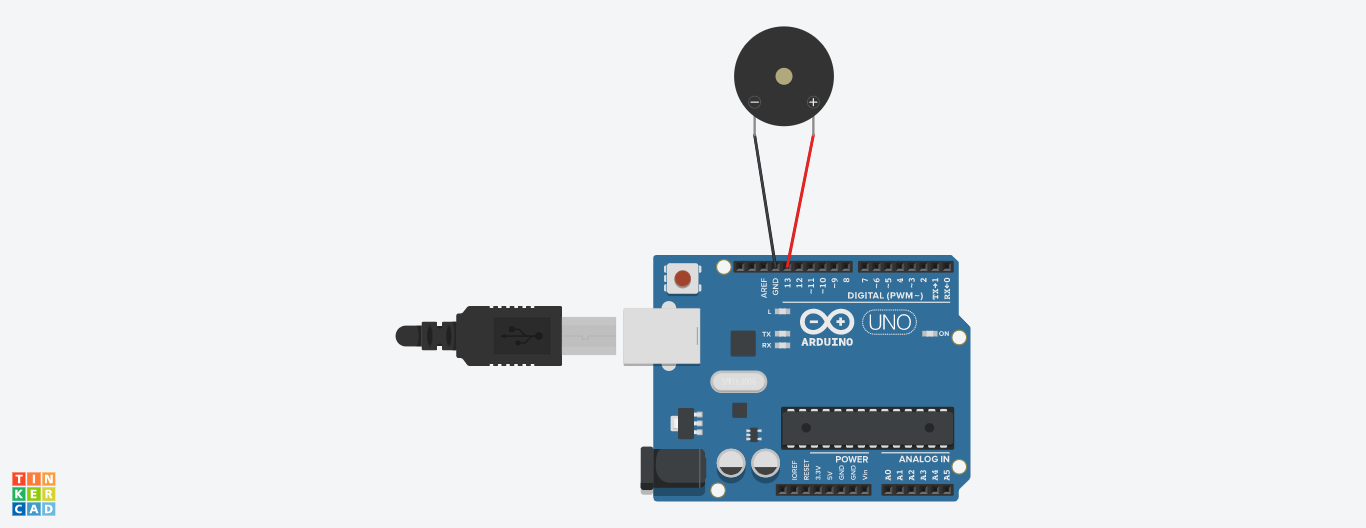 − +
AREF
GND
13
12
~11
~10
~9
8
7
~6
~5
~4
~3
2
TX→1
RX←0
DIGITAL (PWM~)
L
TX
RX
ARDUINO
UNO
ON
POWER
ANALOG IN
IOREF
RESET
3.3V
5V
GND
GND
Vin
A0
A1
A2
A3
A4
A5
TIN
KER
CAD